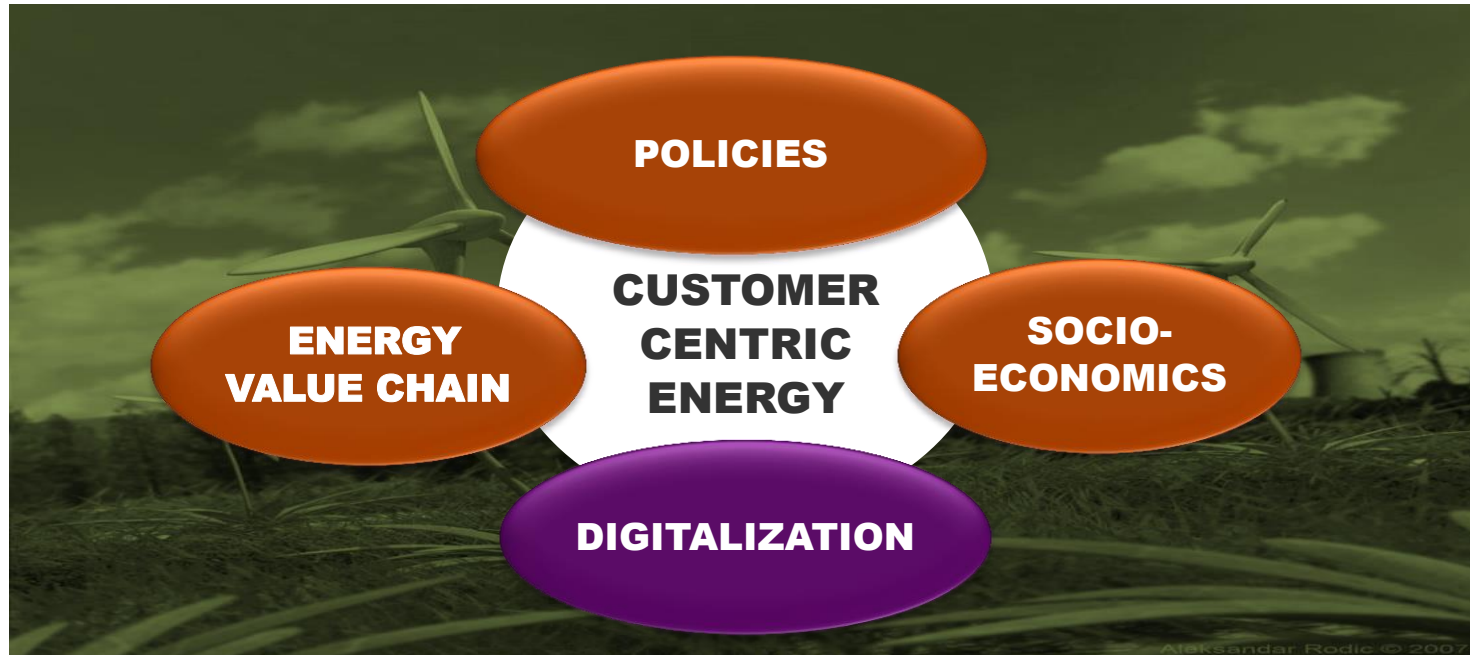 POLICIES
CUSTOMER
CENTRIC
ENERGY
ENERGY
VALUE CHAIN
SOCIO-
ECONOMICS
DIGITALIZATION
Aleksandar Rodic © 2007